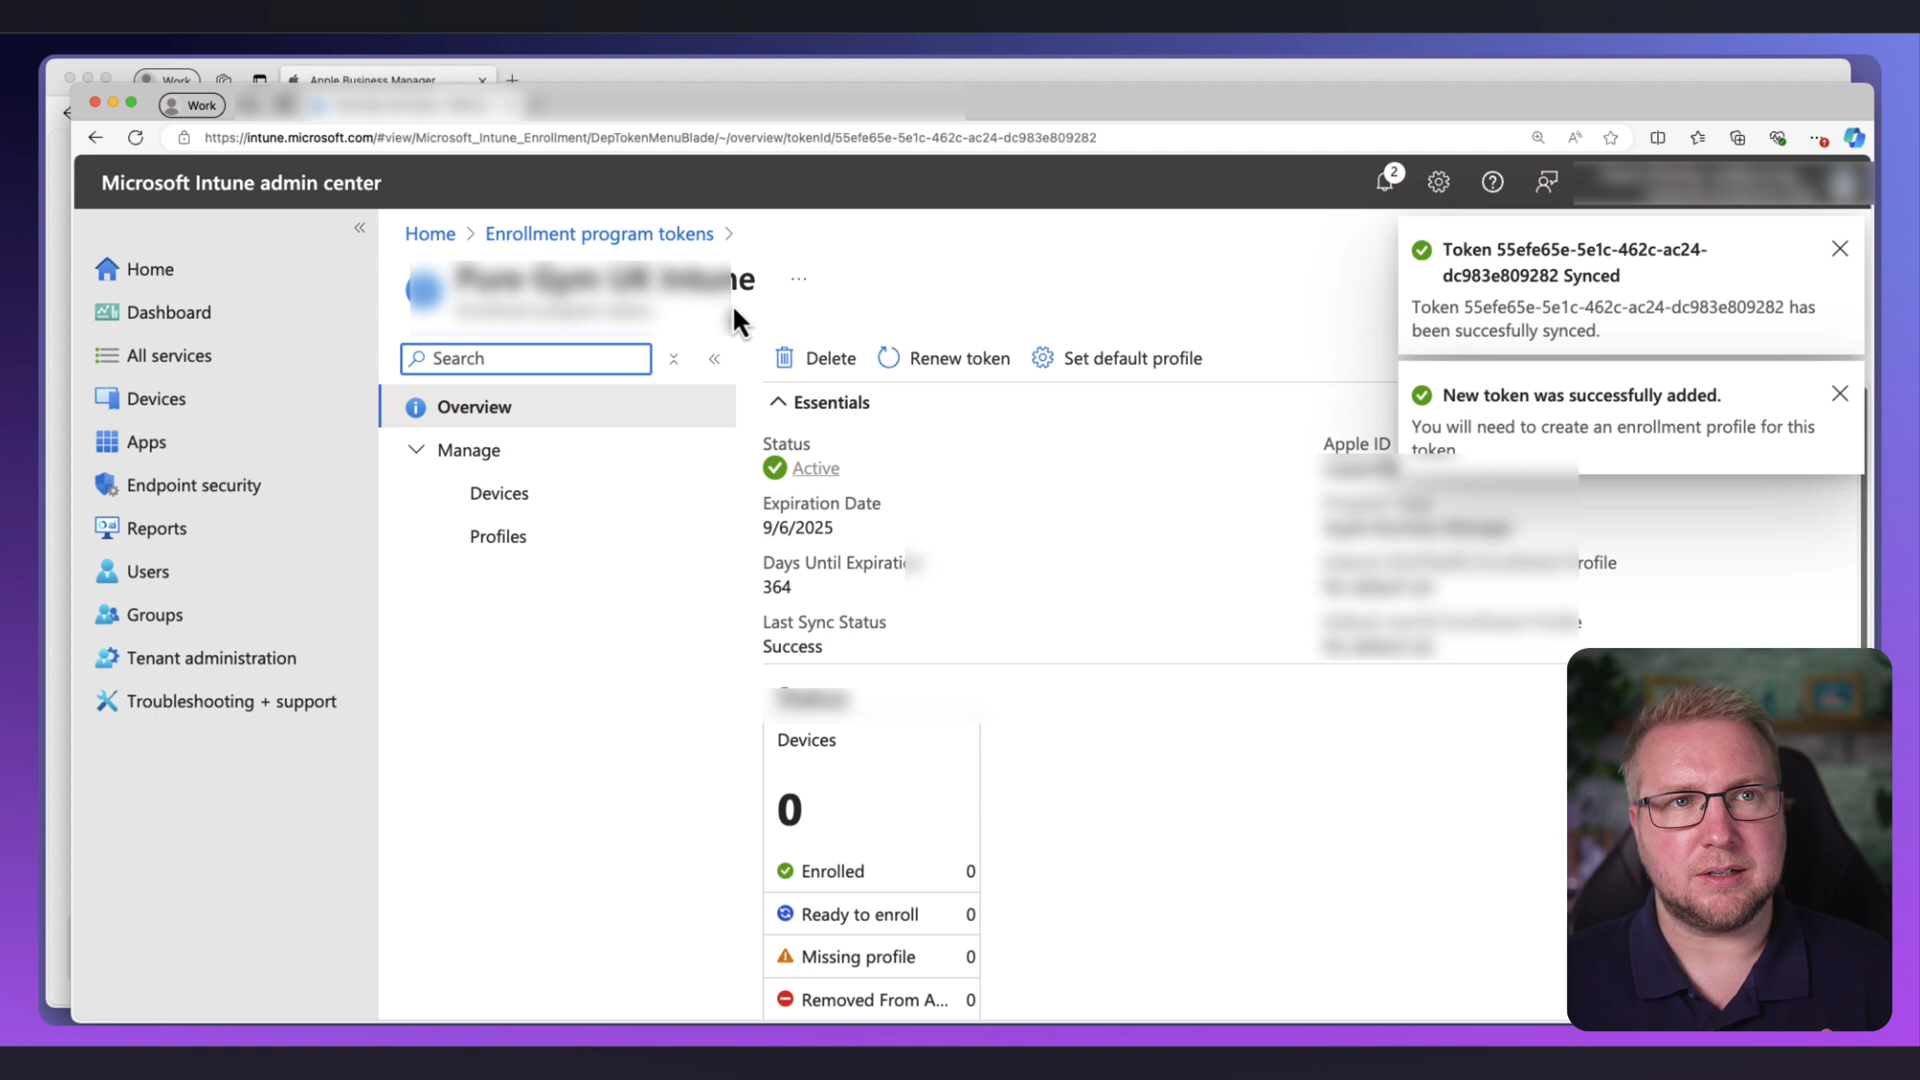 Work
Apple Business Manager
Work
https://intune.microsoft.com/#view/Microsoft_Intune_Enrollment/DepTokenMenuBlade/~/overview/tokenId/55efe65e-5e1c-462c-ac24-dc983e809282
Microsoft Intune admin center
2
Home
Dashboard
All services
Devices
Apps
Endpoint security
Reports
Users
Groups
Tenant administration
Troubleshooting + support
Home > Enrollment program tokens >
...
Search
Overview
Manage
Devices
Profiles
Delete
Renew token
Set default profile
Essentials
Status
Active
Expiration Date
9/6/2025
Days Until Expiration
364
Last Sync Status
Success
Apple ID
Profile
Devices
0
Enrolled 0
Ready to enroll 0
Missing profile 0
Removed From A... 0
Token 55efe65e-5e1c-462c-ac24-
dc983e809282 Synced
Token 55efe65e-5e1c-462c-ac24-dc983e809282 has
been succesfully synced.
New token was successfully added.
You will need to create an enrollment profile for this
token